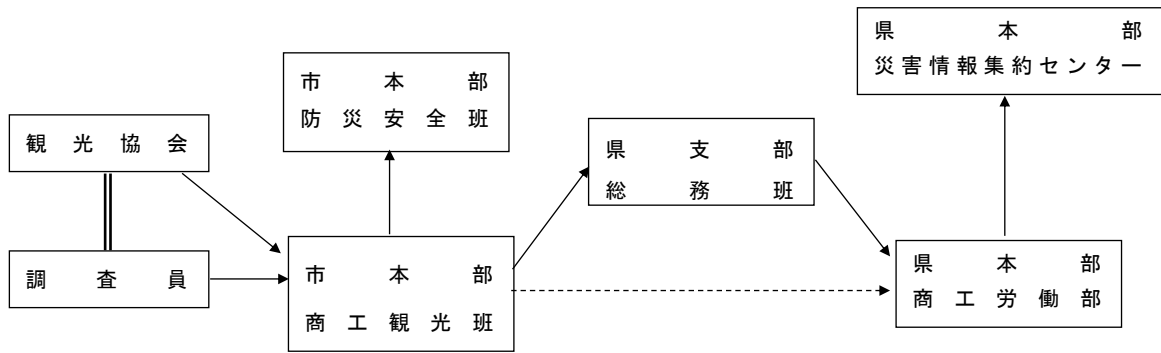 県本部
災害情報集約センター
市本部
防災安全班
観光協会
県支部
総務班
調査員
市本部
商工観光班
県本部
商工労働部